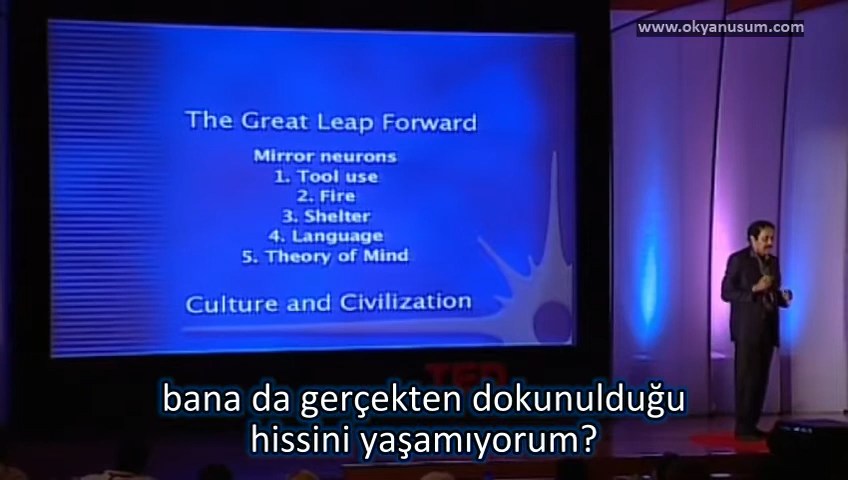 www.okyanusum.com
The Great Leap Forward
Mirror neurons
1. Tool use
2. Fire
3. Shelter
4. Language
5. Theory of Mind
Culture and Civilization
TED
bana da gerçekten dokunulduğu
hissini yaşamıyorum?